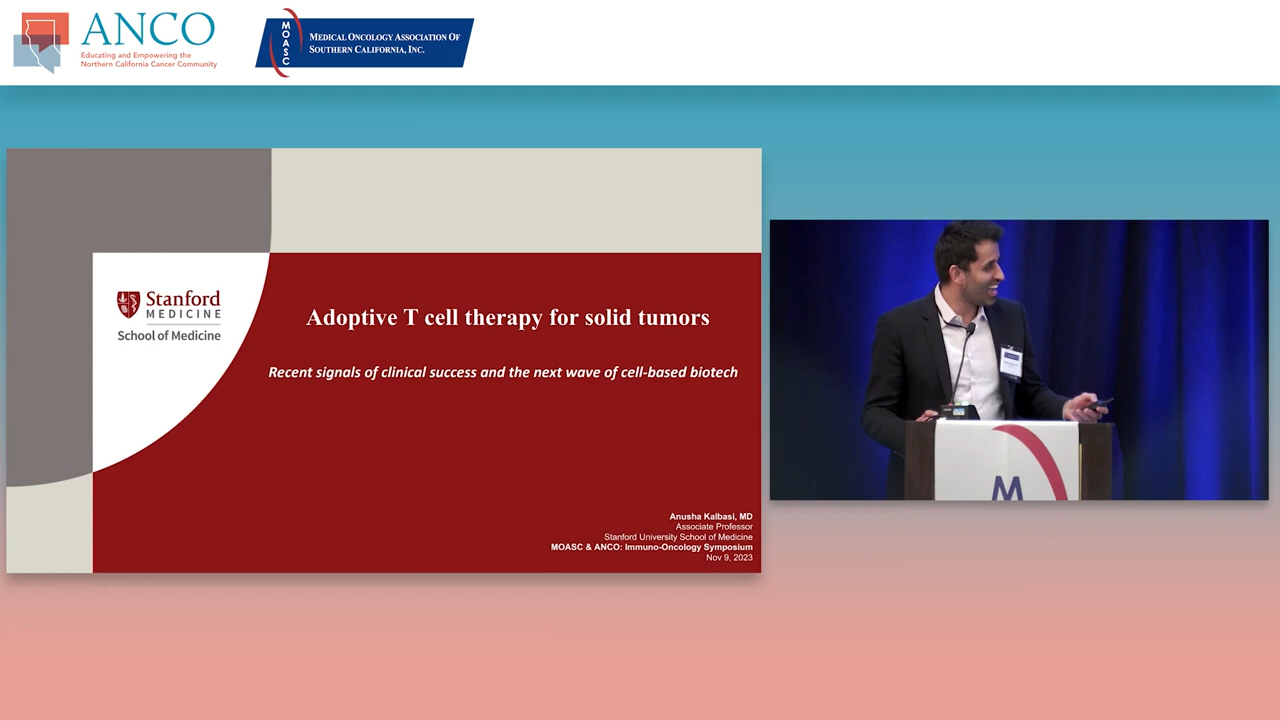 ANCO
Educating and Empowering the
Northern California Cancer Community
MOASC
MEDICAL ONCOLOGY ASSOCIATION OF
SOUTHERN CALIFORNIA, INC.
Stanford
MEDICINE
School of Medicine
Adoptive T cell therapy for solid tumors
Recent signals of clinical success and the next wave of cell-based biotech
Anusha Kalbasi, MD
Associate Professor
Stanford University School of Medicine
MOASC & ANCO: Immuno-Oncology Symposium
Nov 9, 2023
M